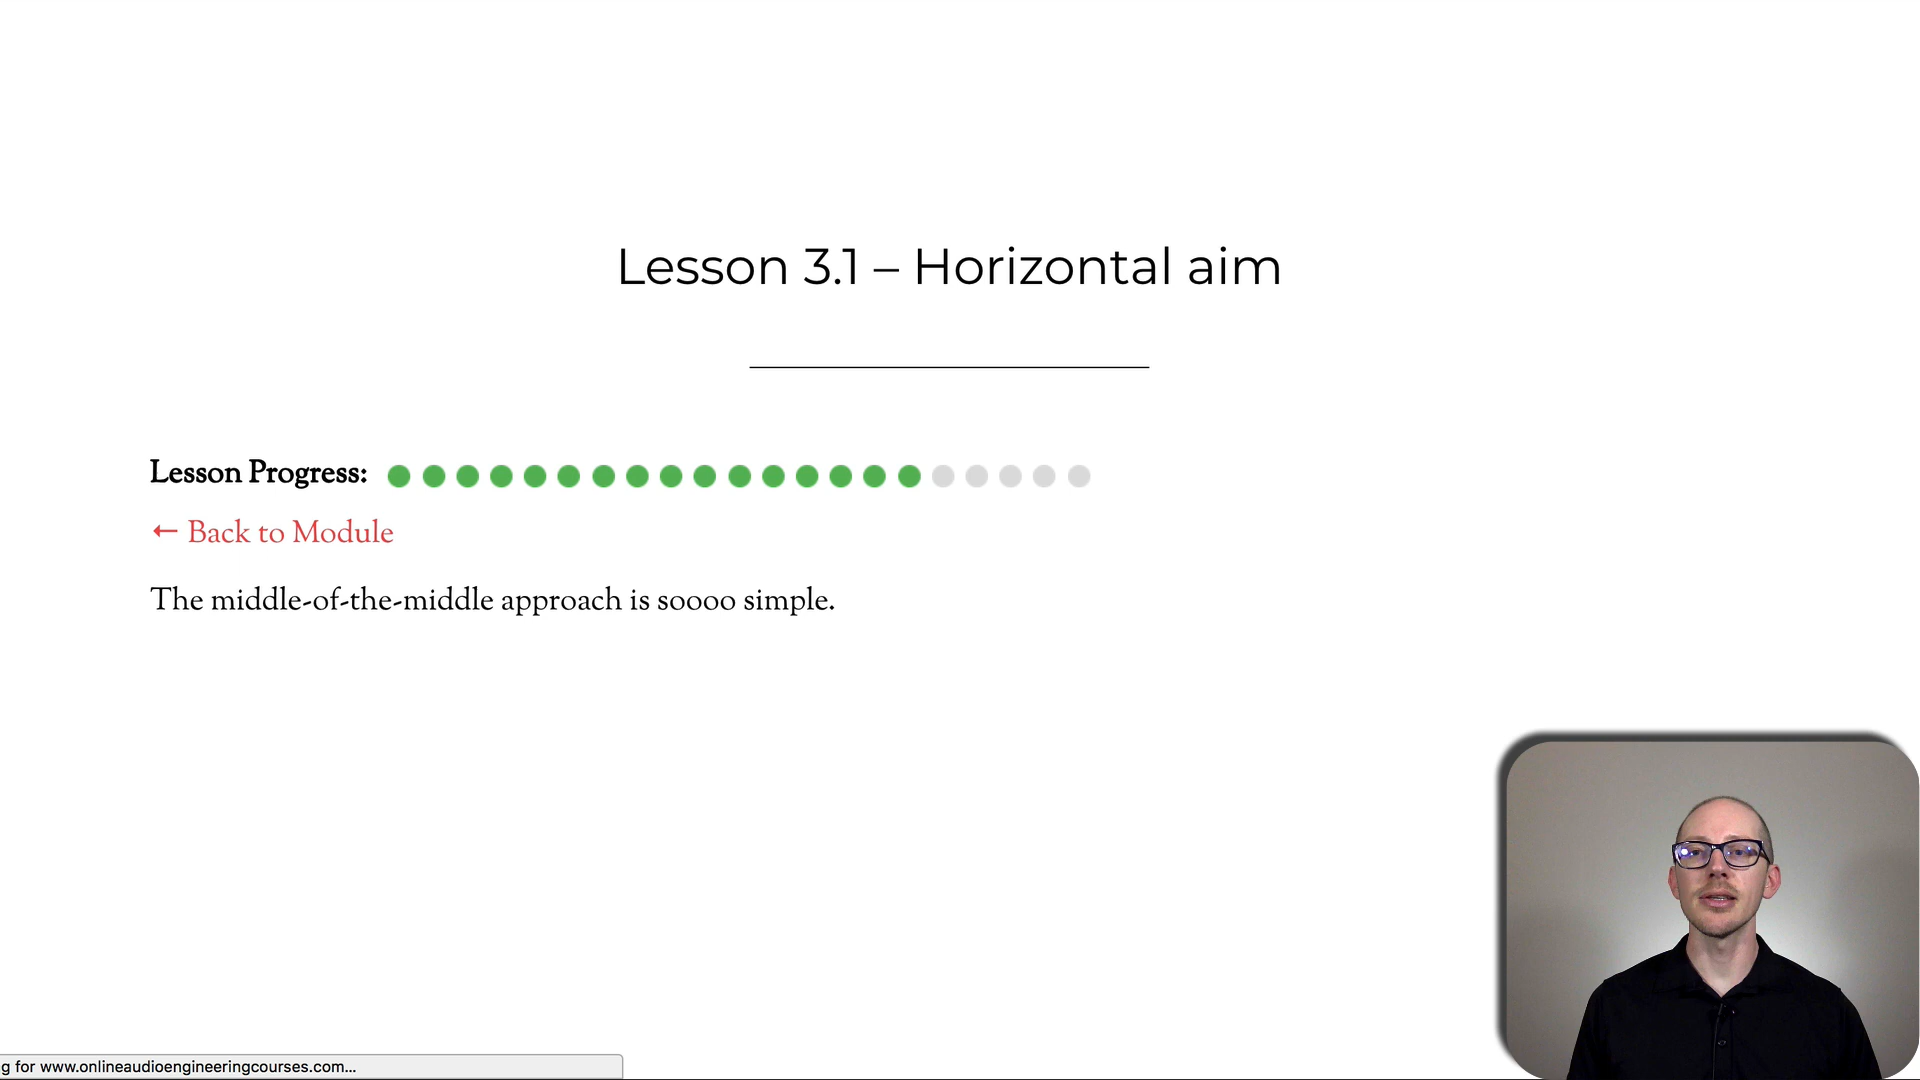 Lesson 3.1 – Horizontal aim
Lesson Progress:
← Back to Module
The middle-of-the-middle approach is soooo simple.
g for www.onlineaudioengineeringcourses.com...